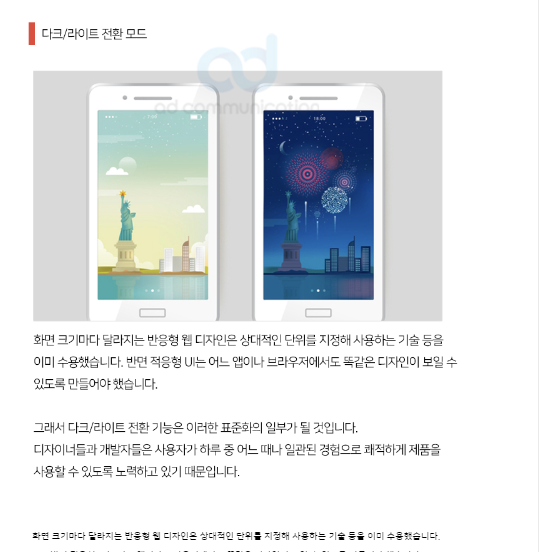 다크/라이트 전환 모드
ad
ad communication
화면 크기마다 달라지는 반응형 웹 디자인은 상대적인 단위를 지정해 사용하는 기술 등을
이미 수용했습니다. 반면 적응형 UI는 어느 앱이나 브라우저에서도 똑같은 디자인이 보일 수
있도록 만들어야 했습니다.
그래서 다크/라이트 전환 기능은 이러한 표준화의 일부가 될 것입니다.
디자이너들과 개발자들은 사용자가 하루 중 어느 때나 일관된 경험으로 쾌적하게 제품을
사용할 수 있도록 노력하고 있기 때문입니다.
화면 크기마다 달라지는 반응형 웹 디자인은 상대적인 단위를 지정해 사용하는 기술 등을 이미 수용했습니다.